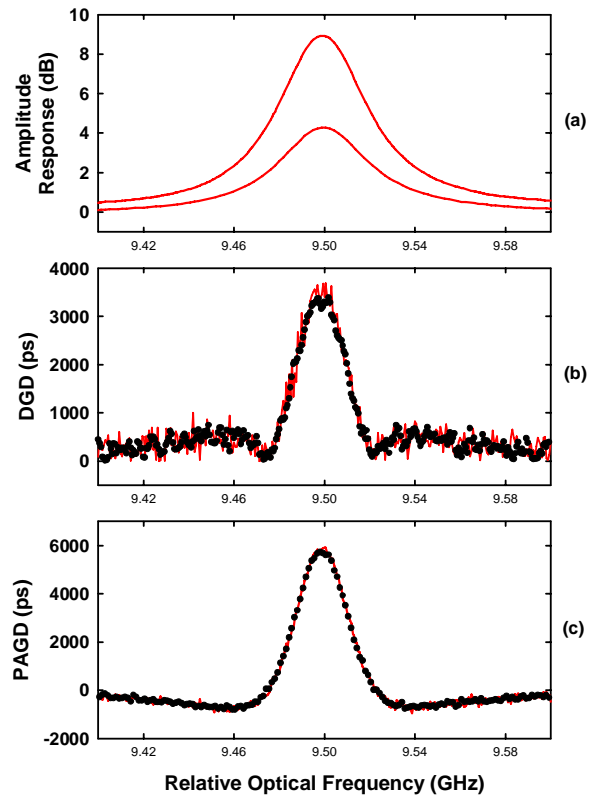 10
8
6
4
2
0
Amplitude
Response (dB)
(a)
9.42 9.46 9.50 9.54 9.58
4000
3000
2000
1000
0
DGD (ps)
(b)
9.42 9.46 9.50 9.54 9.58
6000
4000
2000
0
-2000
PAGD (ps)
(c)
9.42 9.46 9.50 9.54 9.58
Relative Optical Frequency (GHz)